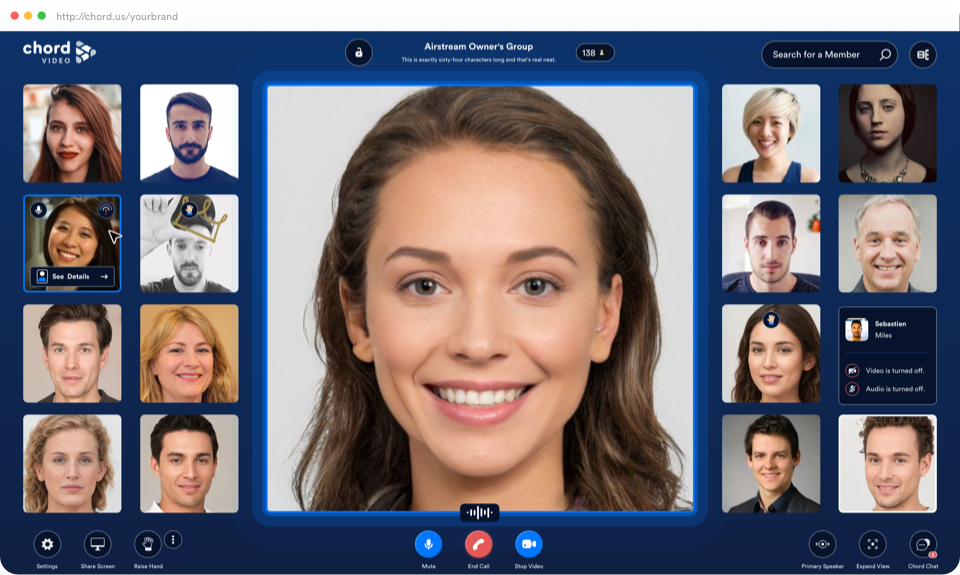 http://chord.us/yourbrand
chord
VIDEO
Airstream Owner's Group
This is exactly sixty-four characters long and that's real neat.
138
Search for a Member
See Details
Sebastien
Miles
Video is turned off.
Audio is turned off.
Settings
Share Screen
Raise Hand
Mute
End Call
Stop Video
Primary Speaker
Expand View
Chord Chat